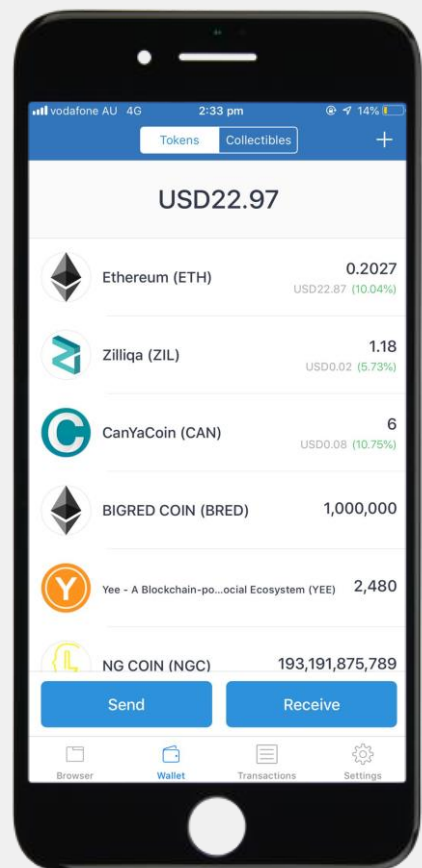 vodafone AU 4G 2:33 pm 14%
Tokens Collectibles +
USD22.97
Ethereum (ETH) 0.2027
USD22.87 (10.04%)
Zilliqa (ZIL) 1.18
USD0.02 (5.73%)
CanYaCoin (CAN) 6
USD0.08 (10.75%)
BIGRED COIN (BRED) 1,000,000
Yee - A Blockchain-po...ocial Ecosystem (YEE) 2,480
NG COIN (NGC) 193,191,875,789
Send Receive
Browser Wallet Transactions Settings